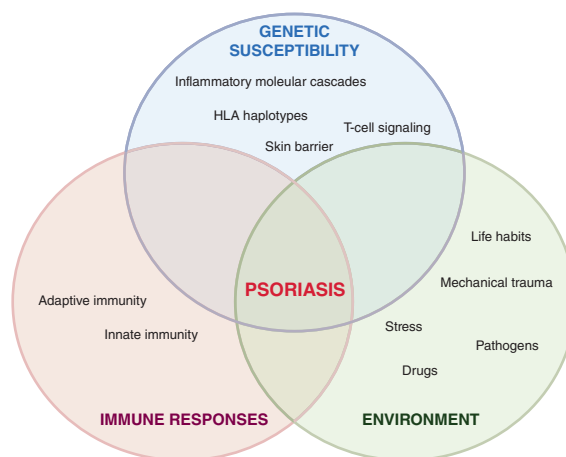 GENETIC
SUSCEPTIBILITY
Inflammatory molecular cascades
HLA haplotypes
T-cell signaling
Skin barrier
Life habits
Mechanical trauma
PSORIASIS
Adaptive immunity
Stress
Innate immunity
Pathogens
Drugs
IMMUNE RESPONSES
ENVIRONMENT